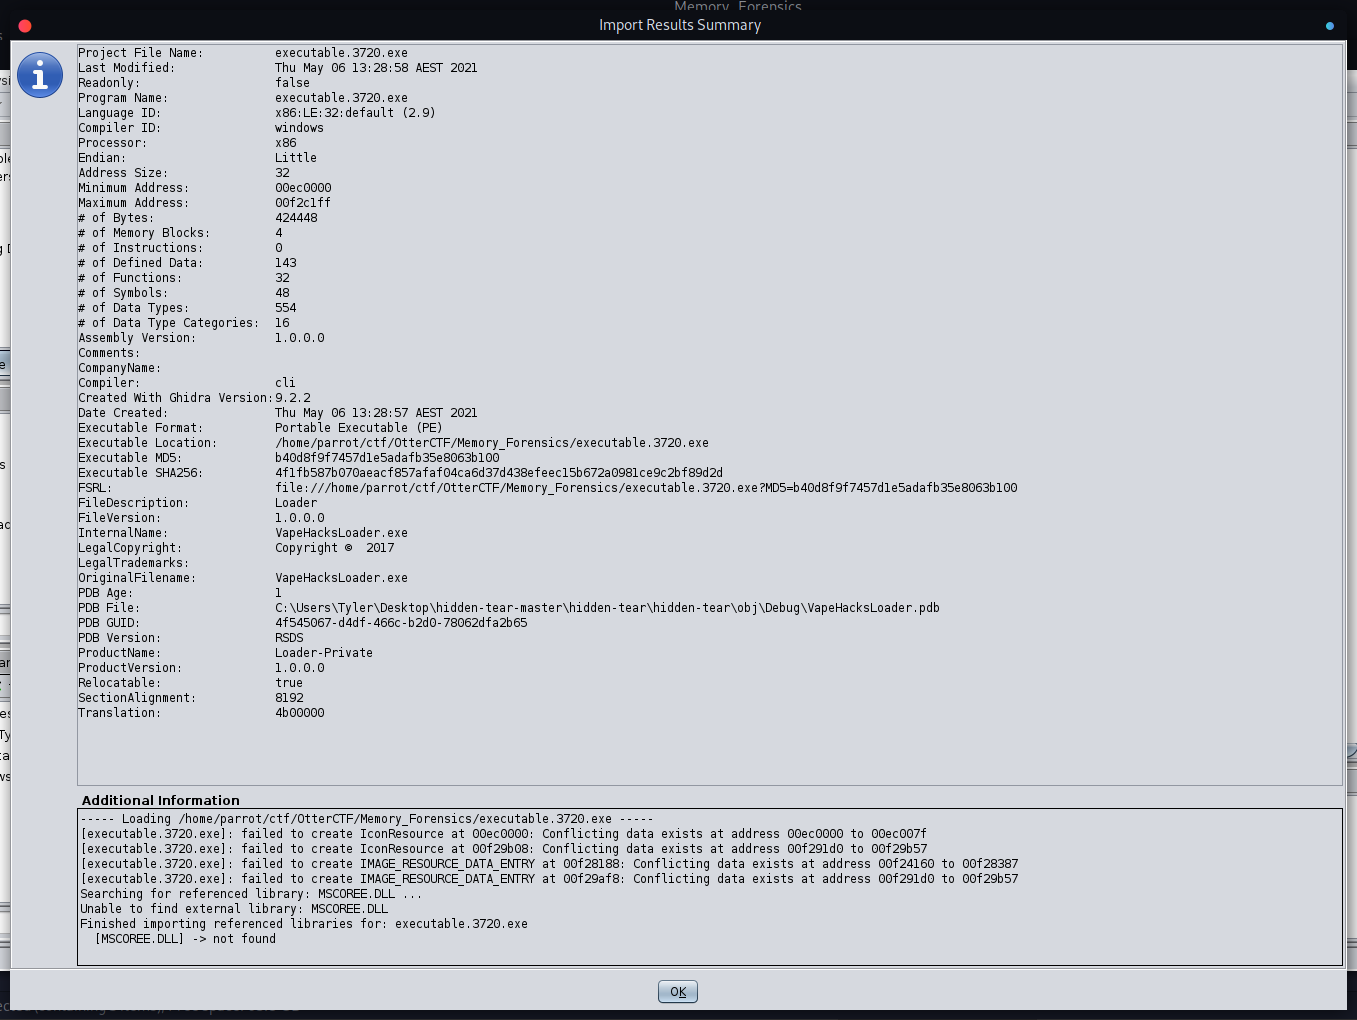 Memory_Forensics
Import Results Summary
Project File Name: executable.3720.exe
Last Modified: Thu May 06 13:28:58 AEST 2021
Readonly: false
Program Name: executable.3720.exe
Language ID: x86:LE:32:default (2.9)
Compiler ID: windows
Processor: x86
Endian: Little
Address Size: 32
Minimum Address: 00ec0000
Maximum Address: 00f2c1ff
# of Bytes: 424448
# of Memory Blocks: 4
# of Instructions: 0
# of Defined Data: 143
# of Functions: 32
# of Symbols: 48
# of Data Types: 554
# of Data Type Categories: 16
Assembly Version: 1.0.0.0
Comments:
CompanyName:
Compiler: cli
Created With Ghidra Version: 9.2.2
Date Created: Thu May 06 13:28:57 AEST 2021
Executable Format: Portable Executable (PE)
Executable Location: /home/parrot/ctf/OtterCTF/Memory_Forensics/executable.3720.exe
Executable MD5: b40d8f9f7457d1e5adafb35e8063b100
Executable SHA256: 4f1fb587b070aeacf857afaf04ca6d37d438efeec15b672a0981ce9c2bf89d2d
FSRL: file:///home/parrot/ctf/OtterCTF/Memory_Forensics/executable.3720.exe?MD5=b40d8f9f7457d1e5adafb35e8063b100
FileDescription: Loader
FileVersion: 1.0.0.0
InternalName: VapeHacksLoader.exe
LegalCopyright: Copyright © 2017
LegalTrademarks:
OriginalFilename: VapeHacksLoader.exe
PDB Age: 1
PDB File: C:\Users\Tyler\Desktop\hidden-tear-master\hidden-tear\hidden-tear\obj\Debug\VapeHacksLoader.pdb
PDB GUID: 4f545067-d4df-466c-b2d0-78062dfa2b65
PDB Version: RSDS
ProductName: Loader-Private
ProductVersion: 1.0.0.0
Relocatable: true
SectionAlignment: 8192
Translation: 4b00000
Additional Information
----- Loading /home/parrot/ctf/OtterCTF/Memory_Forensics/executable.3720.exe -----
[executable.3720.exe]: failed to create IconResource at 00ec0000: Conflicting data exists at address 00ec0000 to 00ec007f
[executable.3720.exe]: failed to create IconResource at 00f29b08: Conflicting data exists at address 00f291d0 to 00f29b57
[executable.3720.exe]: failed to create IMAGE_RESOURCE_DATA_ENTRY at 00f28188: Conflicting data exists at address 00f24160 to 00f28387
[executable.3720.exe]: failed to create IMAGE_RESOURCE_DATA_ENTRY at 00f29af8: Conflicting data exists at address 00f291d0 to 00f29b57
Searching for referenced library: MSCOREE.DLL ...
Unable to find external library: MSCOREE.DLL
Finished importing referenced libraries for: executable.3720.exe
[MSCOREE.DLL] -> not found
OK